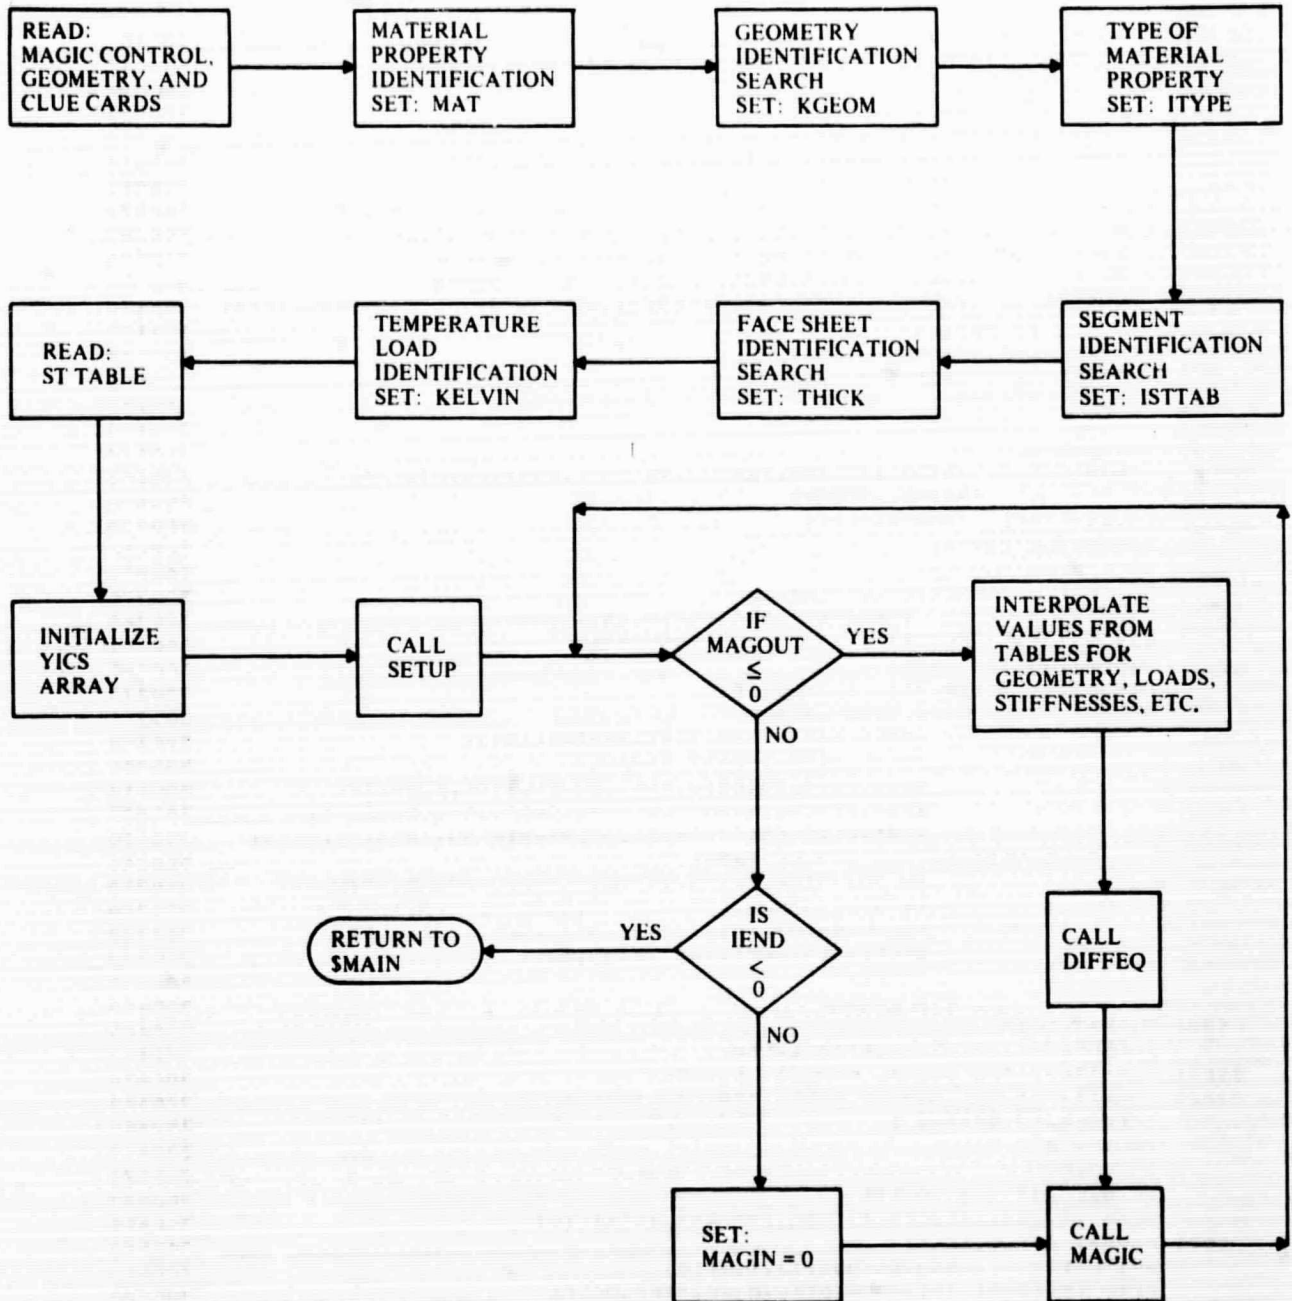 READ:
MAGIC CONTROL,
GEOMETRY, AND
CLUE CARDS
MATERIAL
PROPERTY
IDENTIFICATION
SET: MAT
GEOMETRY
IDENTIFICATION
SEARCH
SET: KGEOM
TYPE OF
MATERIAL
PROPERTY
SET: ITYPE
SEGMENT
IDENTIFICATION
SEARCH
SET: ISTTAB
FACE SHEET
IDENTIFICATION
SEARCH
SET: THICK
TEMPERATURE
LOAD
IDENTIFICATION
SET: KELVIN
READ:
ST TABLE
INITIALIZE
YICS
ARRAY
CALL
SETUP
IF
MAGOUT
≤
0
YES
INTERPOLATE
VALUES FROM
TABLES FOR
GEOMETRY, LOADS,
STIFFNESSES, ETC.
NO
IS
IEND
<
0
YES
RETURN TO
$MAIN
CALL
DIFFEQ
NO
SET:
MAGIN = 0
CALL
MAGIC